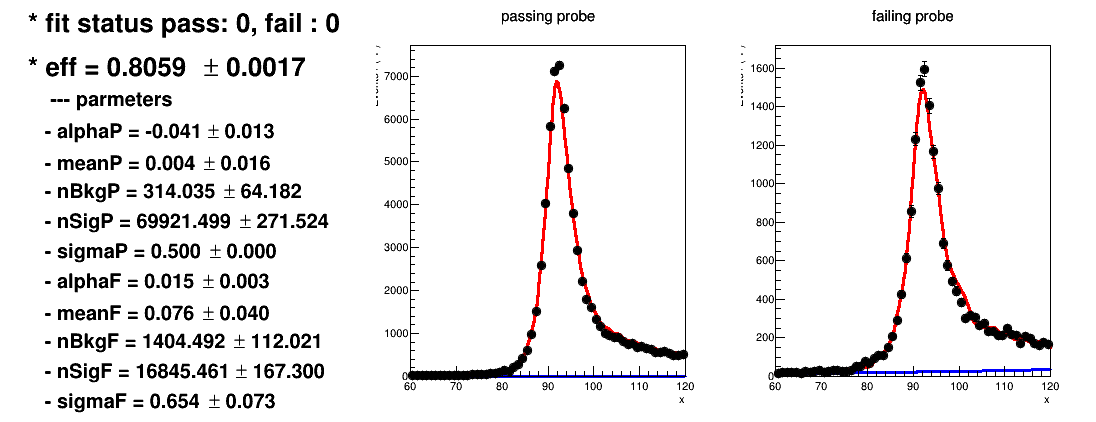 * fit status pass: 0, fail : 0
* eff = 0.8059 ± 0.0017
--- parmeters
- alphaP = -0.041 ± 0.013
- meanP = 0.004 ± 0.016
- nBkgP = 314.035 ± 64.182
- nSigP = 69921.499 ± 271.524
- sigmaP = 0.500 ± 0.000
- alphaF = 0.015 ± 0.003
- meanF = 0.076 ± 0.040
- nBkgF = 1404.492 ± 112.021
- nSigF = 16845.461 ± 167.300
- sigmaF = 0.654 ± 0.073
passing probe
7000
6000
5000
4000
3000
2000
1000
0
60 70 80 90 100 110 120
x
failing probe
1600
1400
1200
1000
800
600
400
200
0
60 70 80 90 100 110 120
x